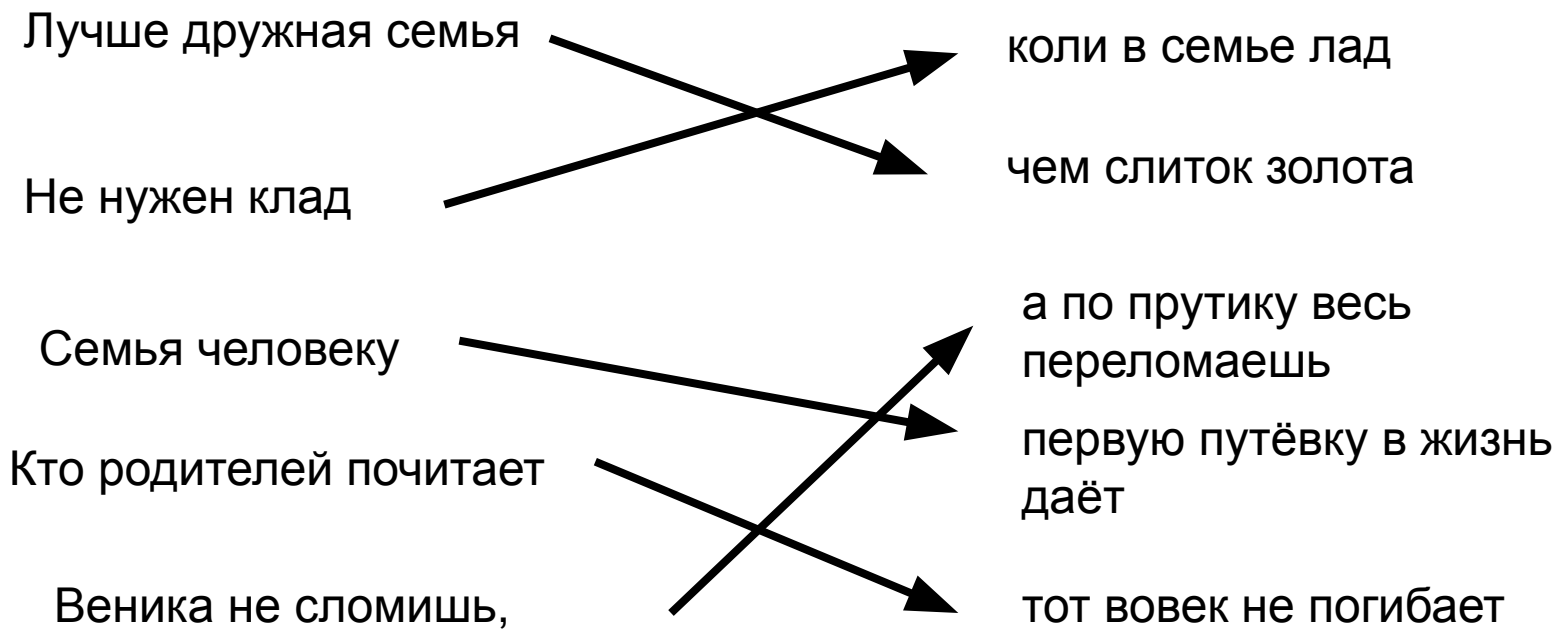 Лучше дружная семья
коли в семье лад
Не нужен клад
чем слиток золота
Семья человеку
а по прутику весь
переломаешь
Кто родителей почитает
первую путёвку в жизнь
даёт
Веника не сломишь,
тот вовек не погибает